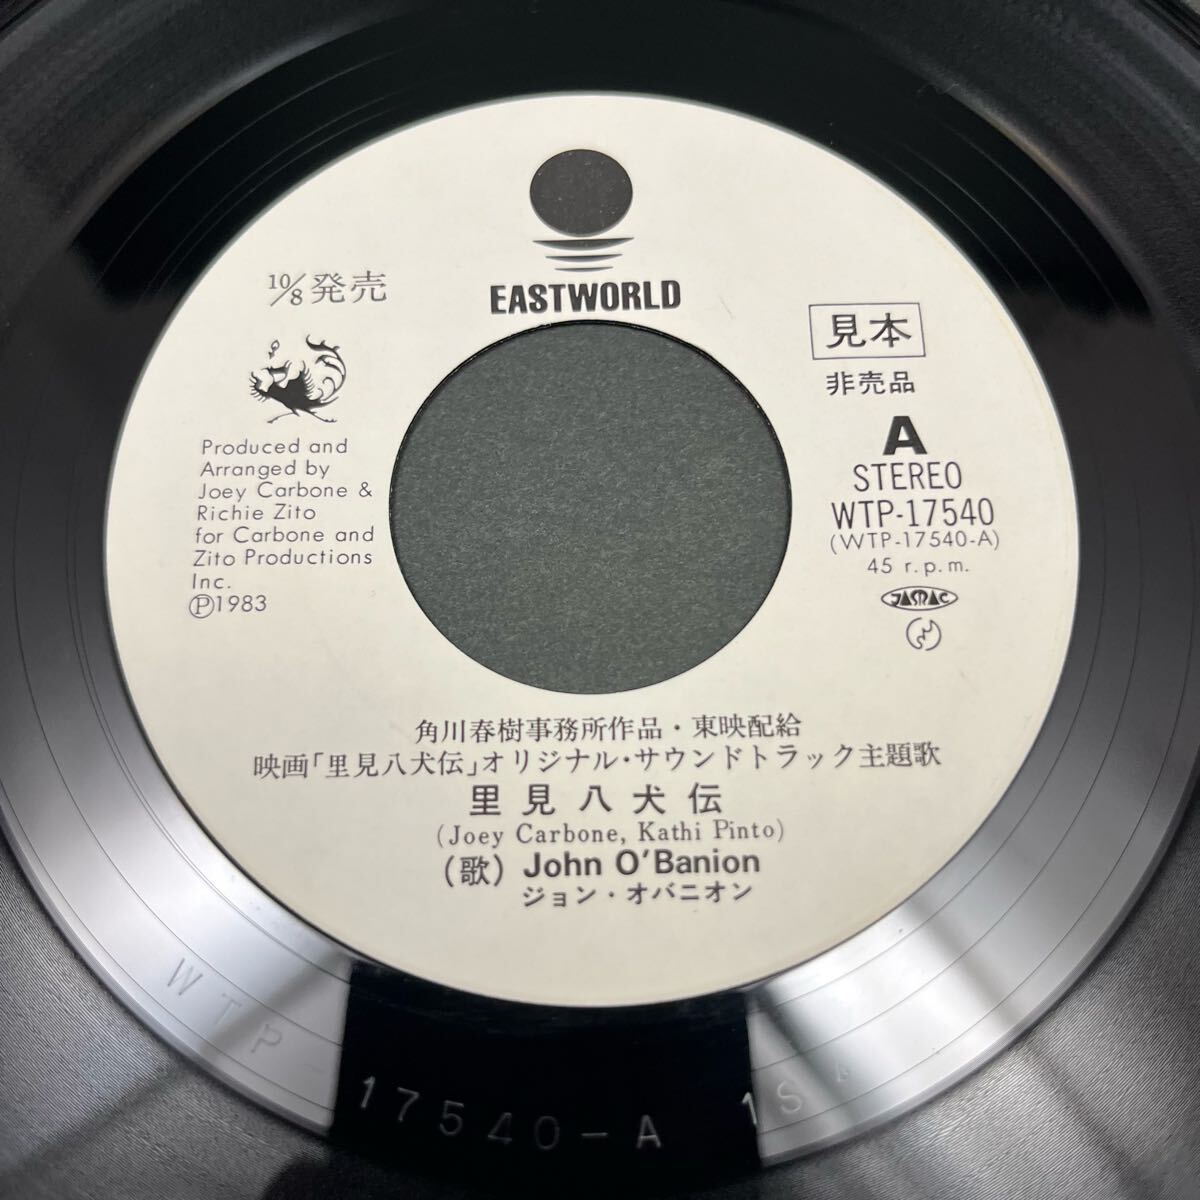 EASTWORLD
10/8発売
Produced and
Arranged by
Joey Carbone &
Richie Zito
for Carbone and
Zito Productions
Inc.
Ⓟ1983
見本
非売品
A
STEREO
WTP-17540
(WTP-17540-A)
45 r.p.m.
JASRAC
角川春樹事務所作品・東映配給
映画「里見八犬伝」オリジナル・サウンドトラック主題歌
里見八犬伝
(Joey Carbone, Kathi Pinto)
(歌) John O'Banion
ジョン・オバニオン
WTP-17540-A 1S